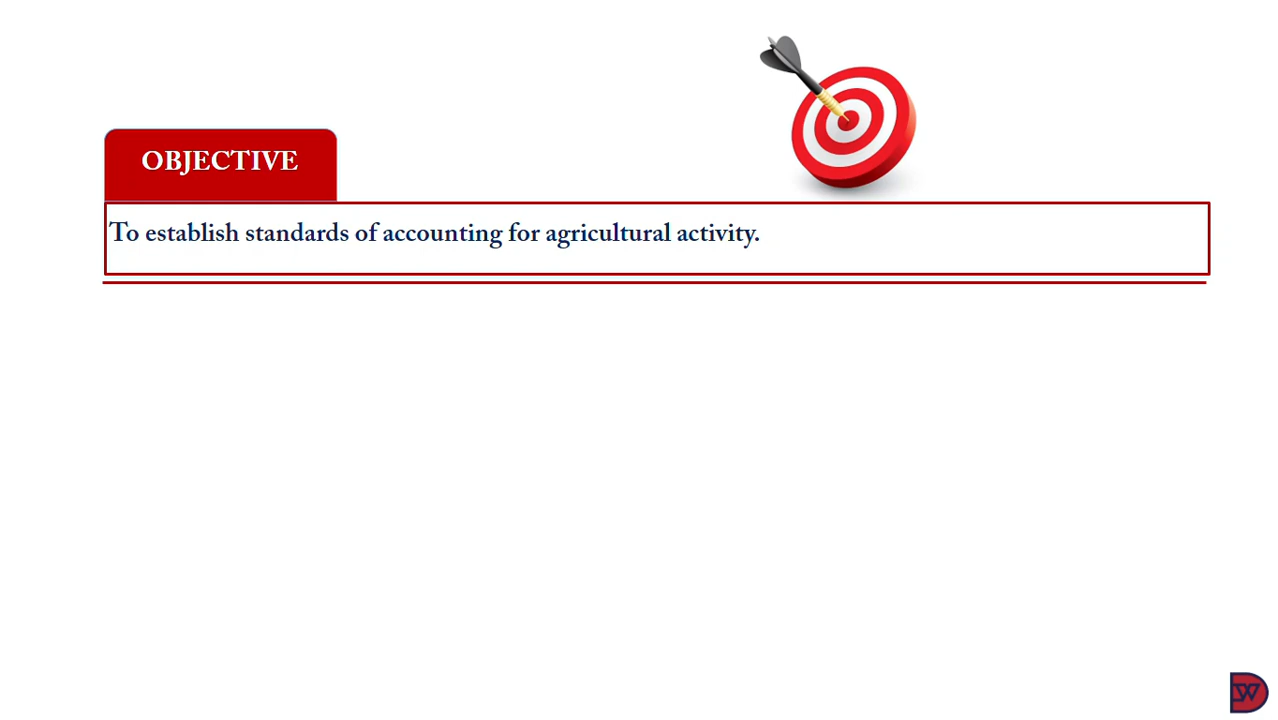 OBJECTIVE
To establish standards of accounting for agricultural activity.
W